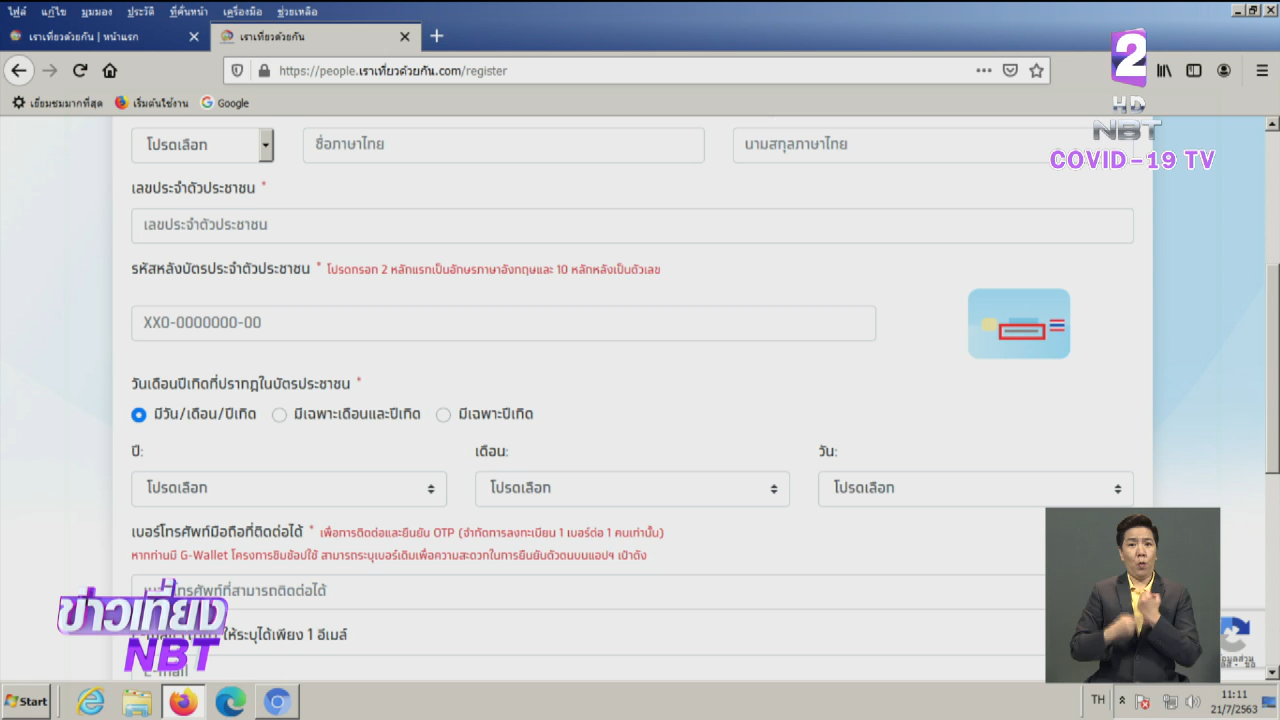 ไฟล์ แก้ไข มุมมอง ประวัติ ที่คั่นหน้า เครื่องมือ ช่วยเหลือ
เราเที่ยวด้วยกัน | หน้าแรก
เราเที่ยวด้วยกัน
https://people.เราเที่ยวด้วยกัน.com/register
เยี่ยมชมมากที่สุด เริ่มต้นใช้งาน Google
2
HD
NBT
COVID-19 TV
โปรดเลือก ชื่อภาษาไทย นามสกุลภาษาไทย
เลขประจำตัวประชาชน *
เลขประจำตัวประชาชน
รหัสหลังบัตรประจำตัวประชาชน * โปรดกรอก 2 หลักแรกเป็นอักษรภาษาอังกฤษและ 10 หลักหลังเป็นตัวเลข
XX0-0000000-00
วันเดือนปีเกิดที่ปรากฏในบัตรประชาชน *
มีวัน/เดือน/ปีเกิด มีเฉพาะเดือนและปีเกิด มีเฉพาะปีเกิด
ปี: เดือน: วัน:
โปรดเลือก โปรดเลือก โปรดเลือก
เบอร์โทรศัพท์มือถือที่ติดต่อได้ * เพื่อการติดต่อและยืนยัน OTP (จำกัดการลงทะเบียน 1 เบอร์ต่อ 1 คนเท่านั้น)
หากท่านมี G-Wallet โครงการชิมช้อปใช้ สามารถระบุเบอร์เดิมเพื่อความสะดวกในการยืนยันตัวตนบนแอปฯ เป๋าตัง
เบอร์โทรศัพท์ที่สามารถติดต่อได้
ให้ระบุได้เพียง 1 อีเมล์
E-mail
ข่าวเที่ยง
NBT
Start
TH
11:11
21/7/2563